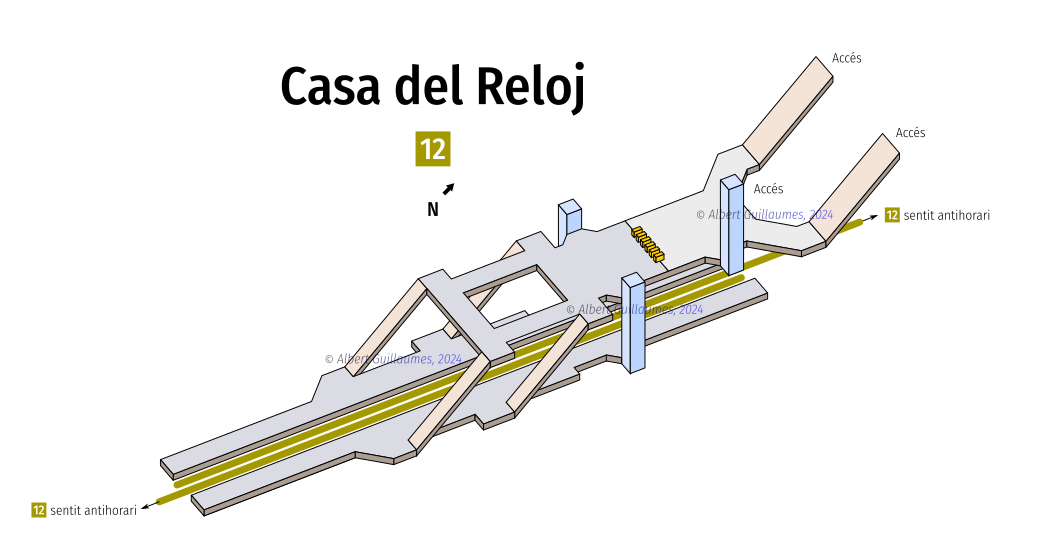 Casa del Reloj
12
N
Accés
Accés
Accés
© Albert Guillaumes, 2024
12 sentit antihorari
© Albert Guillaumes, 2024
© Albert Guillaumes, 2024
12 sentit antihorari